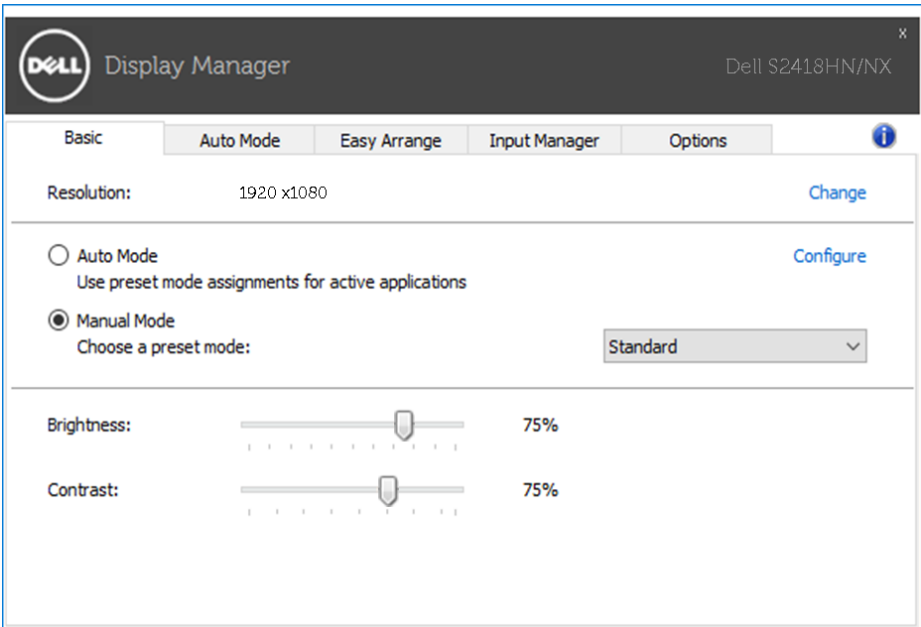 DELL Display Manager
x
Dell S2418HN/NX
Basic Auto Mode Easy Arrange Input Manager Options i
Resolution: 1920 x1080 Change
Auto Mode Configure
Use preset mode assignments for active applications
Manual Mode
Choose a preset mode: Standard
Brightness: 75%
Contrast: 75%